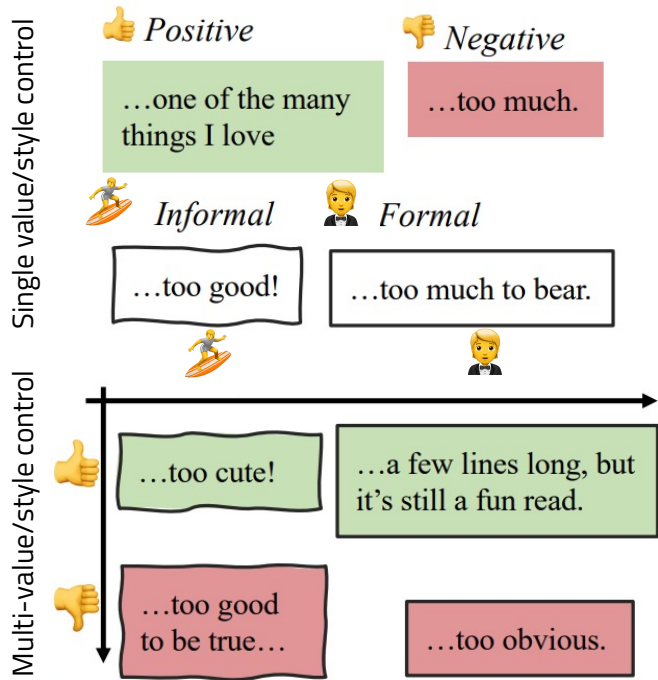 Single value/style control
Positive
Negative
…one of the many
things I love
…too much.
Informal
Formal
…too good!
…too much to bear.
Multi-value/style control
…too cute!
…a few lines long, but
it's still a fun read.
…too good
to be true…
…too obvious.